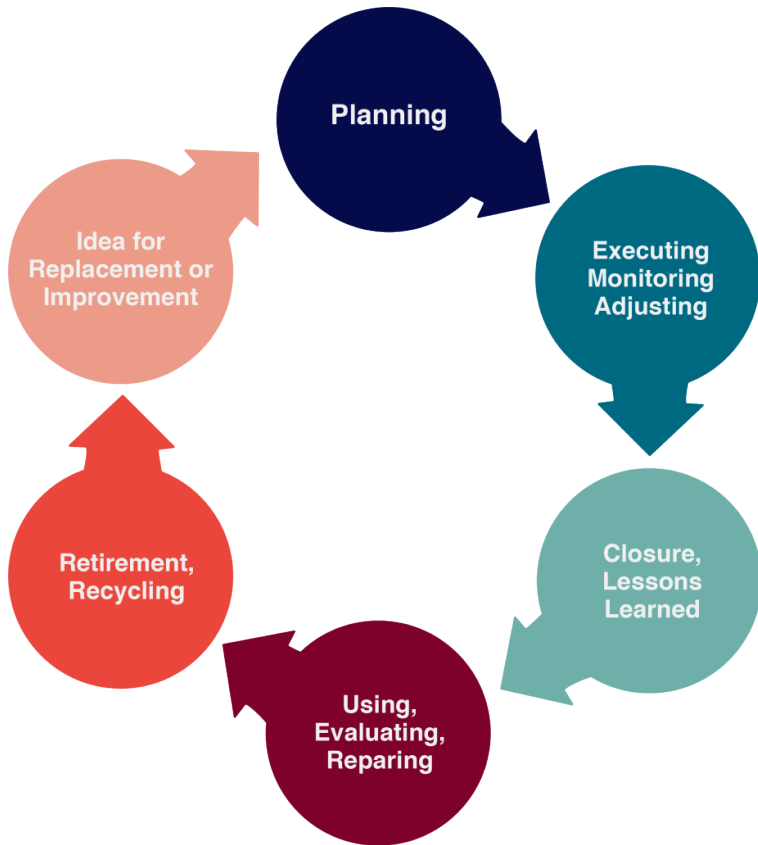 Planning
Executing
Monitoring
Adjusting
Closure,
Lessons
Learned
Using,
Evaluating,
Reparing
Retirement,
Recycling
Idea for
Replacement or
Improvement